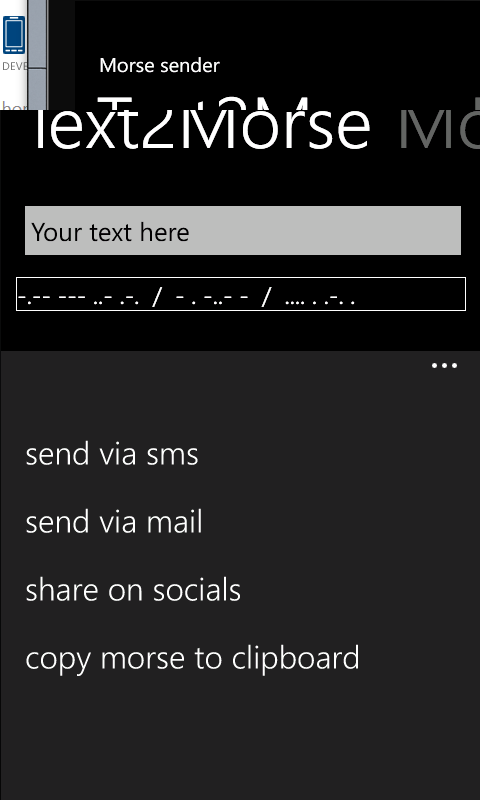 DEVE
Morse sender
Text2Morse Mo
Your text here
-.-- --- ..- .-. / - . -..- - / .... . .-. .
send via sms
send via mail
share on socials
copy morse to clipboard